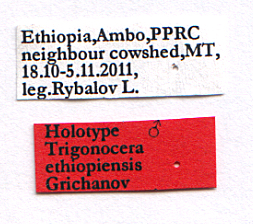 Ethiopia,Ambo,PPRC
neighbour cowshed,MT,
18.10-5.11.2011,
leg.Rybalov L.
Holotype ♂
Trigonocera
ethiopiensis
Grichanov